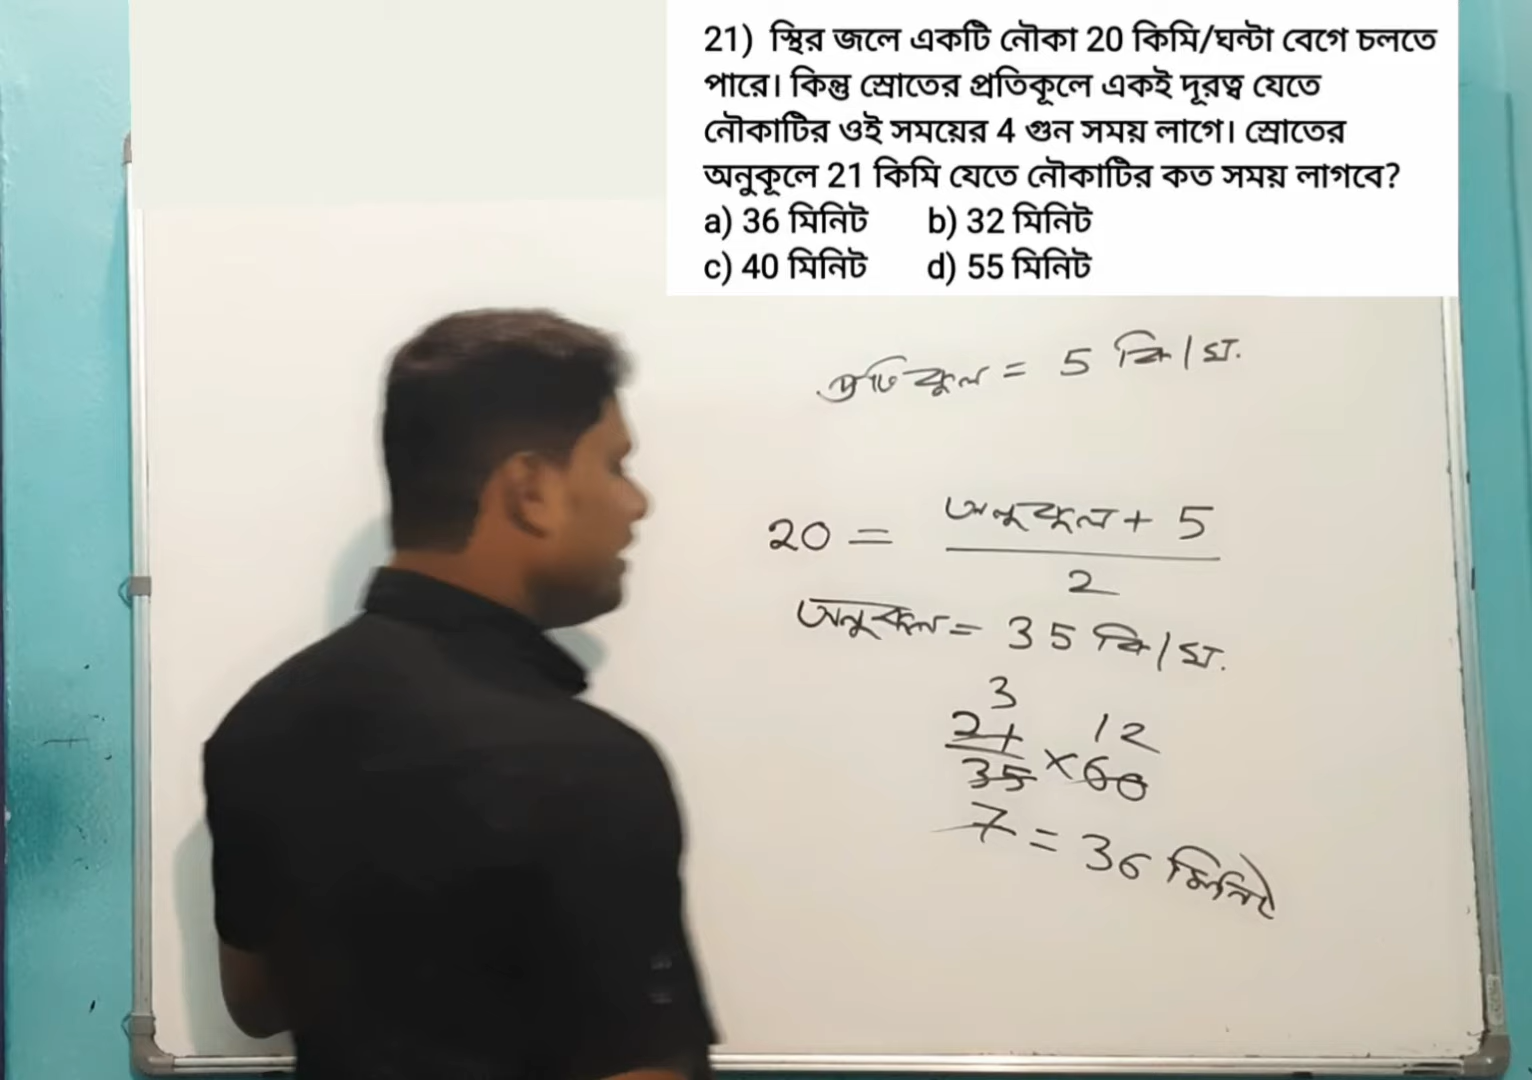 21) স্থির জলে একটি নৌকা 20 কিমি/ঘন্টা বেগে চলতে
পারে। কিন্তু স্রোতের প্রতিকূলে একই দূরত্ব যেতে
নৌকাটির ওই সময়ের 4 গুন সময় লাগে। স্রোতের
অনুকূলে 21 কিমি যেতে নৌকাটির কত সময় লাগবে?
a) 36 মিনিট b) 32 মিনিট
c) 40 মিনিট d) 55 মিনিট
প্রতিকুল = 5 কি/ঘ.
20 = অনুকুল + 5
2
অনুকুল = 35 কি/ঘ.
3
21 12
35 × 60
7 = 36 মিনিট